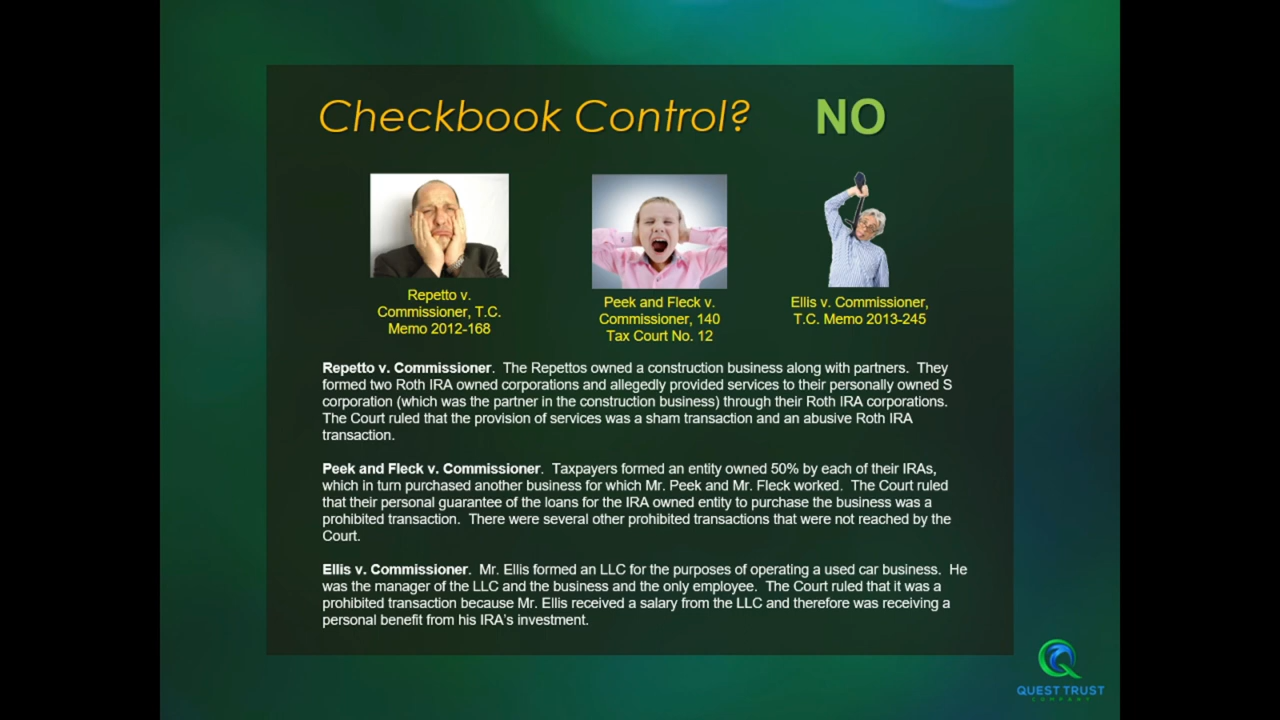 Checkbook Control? NO
Repetto v.
Commissioner, T.C.
Memo 2012-168
Peek and Fleck v.
Commissioner, 140
Tax Court No. 12
Ellis v. Commissioner,
T.C. Memo 2013-245
Repetto v. Commissioner. The Repettos owned a construction business along with partners. They
formed two Roth IRA owned corporations and allegedly provided services to their personally owned S
corporation (which was the partner in the construction business) through their Roth IRA corporations.
The Court ruled that the provision of services was a sham transaction and an abusive Roth IRA
transaction.
Peek and Fleck v. Commissioner. Taxpayers formed an entity owned 50% by each of their IRAs,
which in turn purchased another business for which Mr. Peek and Mr. Fleck worked. The Court ruled
that their personal guarantee of the loans for the IRA owned entity to purchase the business was a
prohibited transaction. There were several other prohibited transactions that were not reached by the
Court.
Ellis v. Commissioner. Mr. Ellis formed an LLC for the purposes of operating a used car business. He
was the manager of the LLC and the business and the only employee. The Court ruled that it was a
prohibited transaction because Mr. Ellis received a salary from the LLC and therefore was receiving a
personal benefit from his IRA's investment.
QUEST TRUST
COMPANY